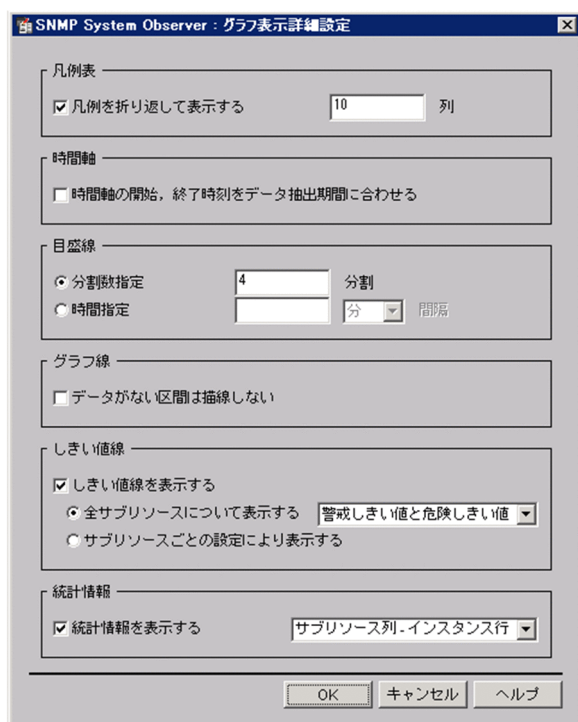 SNMP System Observer : グラフ表示詳細設定
凡例表
凡例を折り返して表示する 10 列
時間軸
時間軸の開始，終了時刻をデータ抽出期間に合わせる
目盛線
分割数指定 4 分割
時間指定 分 間隔
グラフ線
データがない区間は描線しない
しきい値線
しきい値線を表示する
全サブリソースについて表示する 警戒しきい値と危険しきい値
サブリソースごとの設定により表示する
統計情報
統計情報を表示する サブリソース列-インスタンス行
OK キャンセル ヘルプ